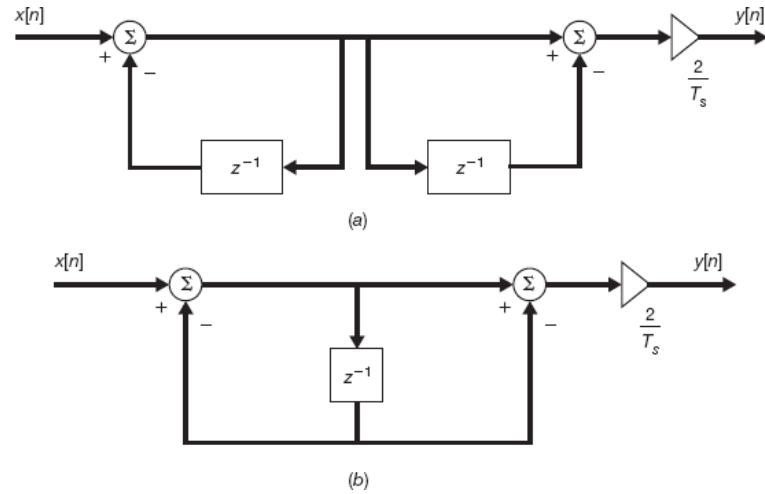 x[n]
Σ
Σ
y[n]
+
−
+
−
2
T_s
z⁻¹
z⁻¹
(a)
x[n]
Σ
Σ
y[n]
+
−
+
−
2
T_s
z⁻¹
(b)